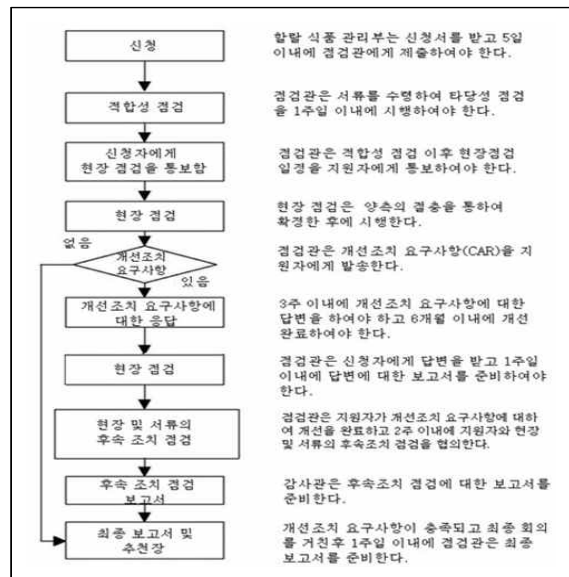 신청
할랄 식품 관리부는 신청서를 받고 5일
이내에 점검관에게 제출하여야 한다.
적합성 점검
점검관은 서류를 수령하여 타당성 점검
을 1주일 이내에 시행하여야 한다.
신청자에게
현장 점검을 통보함
점검관은 적합성 점검 이후 현장점검
일정을 지원자에게 통보하여야 한다.
현장 점검
현장 점검은 양측의 절충을 통하여
확정한 후에 시행한다.
없음
개선조치
요구사항
있음
점검관은 개선조치 요구사항(CAR)을 지
원자에게 발송한다.
개선조치 요구사항에
대한 응답
3주 이내에 개선조치 요구사항에 대한
답변을 하여야 하고 6개월 이내에 개선
완료하여야 한다.
현장 점검
점검관은 신청자에게 답변을 받고 1주일
이내에 답변에 대한 보고서를 준비하여야
한다.
현장 및 서류의
후속 조치 점검
점검관은 지원자가 개선조치 요구사항에 대하
여 개선을 완료하고 2주 이내에 지원자와 현장
및 서류의 후속조치 점검을 협의한다.
후속 조치 점검
보고서
감사관은 후속조치 점검에 대한 보고서를
준비한다.
최종 보고서 및
추천장
개선조치 요구사항이 충족되고 최종 회의
를 거친후 1주일 이내에 점검관은 최종
보고서를 준비한다.